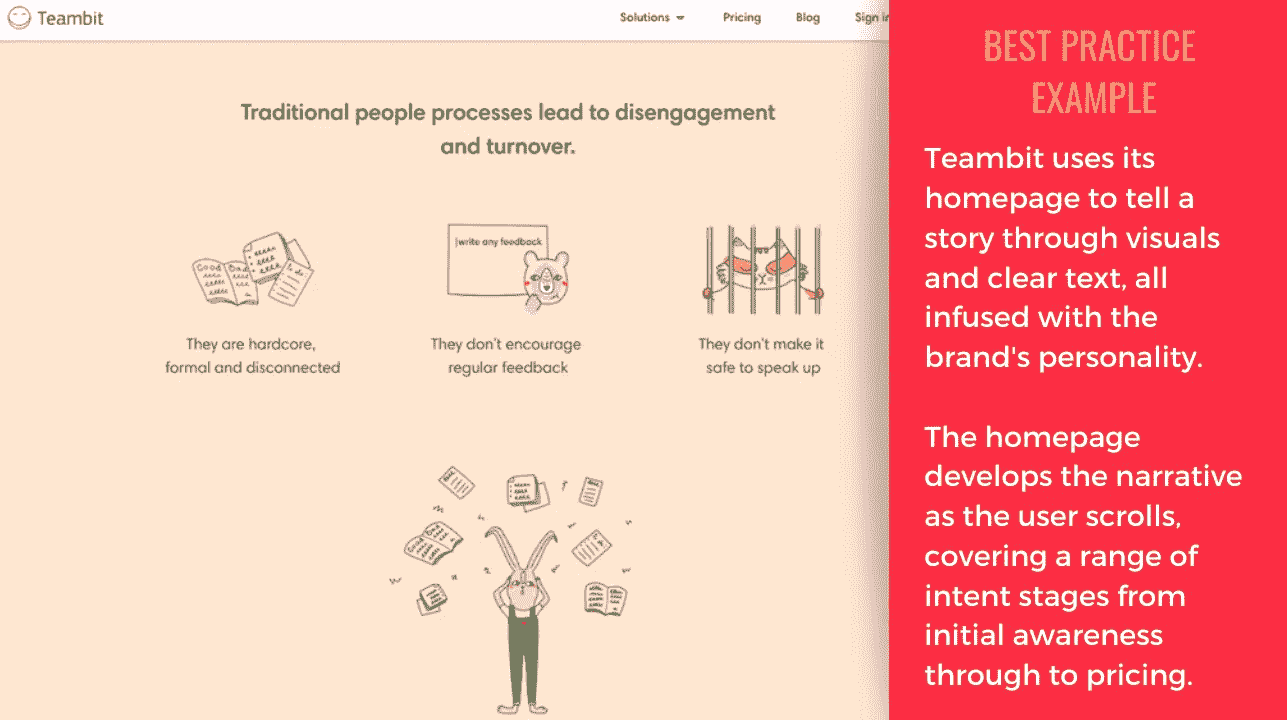 Teambit
Solutions Pricing Blog Sign in
Traditional people processes lead to disengagement
and turnover.
Good Bad
To do
write any feedback
They are hardcore,
formal and disconnected
They don't encourage
regular feedback
They don't make it
safe to speak up
Good Bad
BEST PRACTICE
EXAMPLE
Teambit uses its
homepage to tell a
story through visuals
and clear text, all
infused with the
brand's personality.
The homepage
develops the narrative
as the user scrolls,
covering a range of
intent stages from
initial awareness
through to pricing.